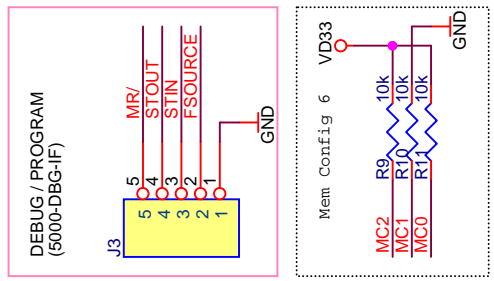 DEBUG / PROGRAM
(5000-DBG-IF)
MR/
STOUT
STIN
FSOURCE
GND
5
4
3
2
1
5
4
3
2
1
J3
Mem Config 6
VD33
GND
10k
10k
10k
R9
R10
R11
MC2
MC1
MC0